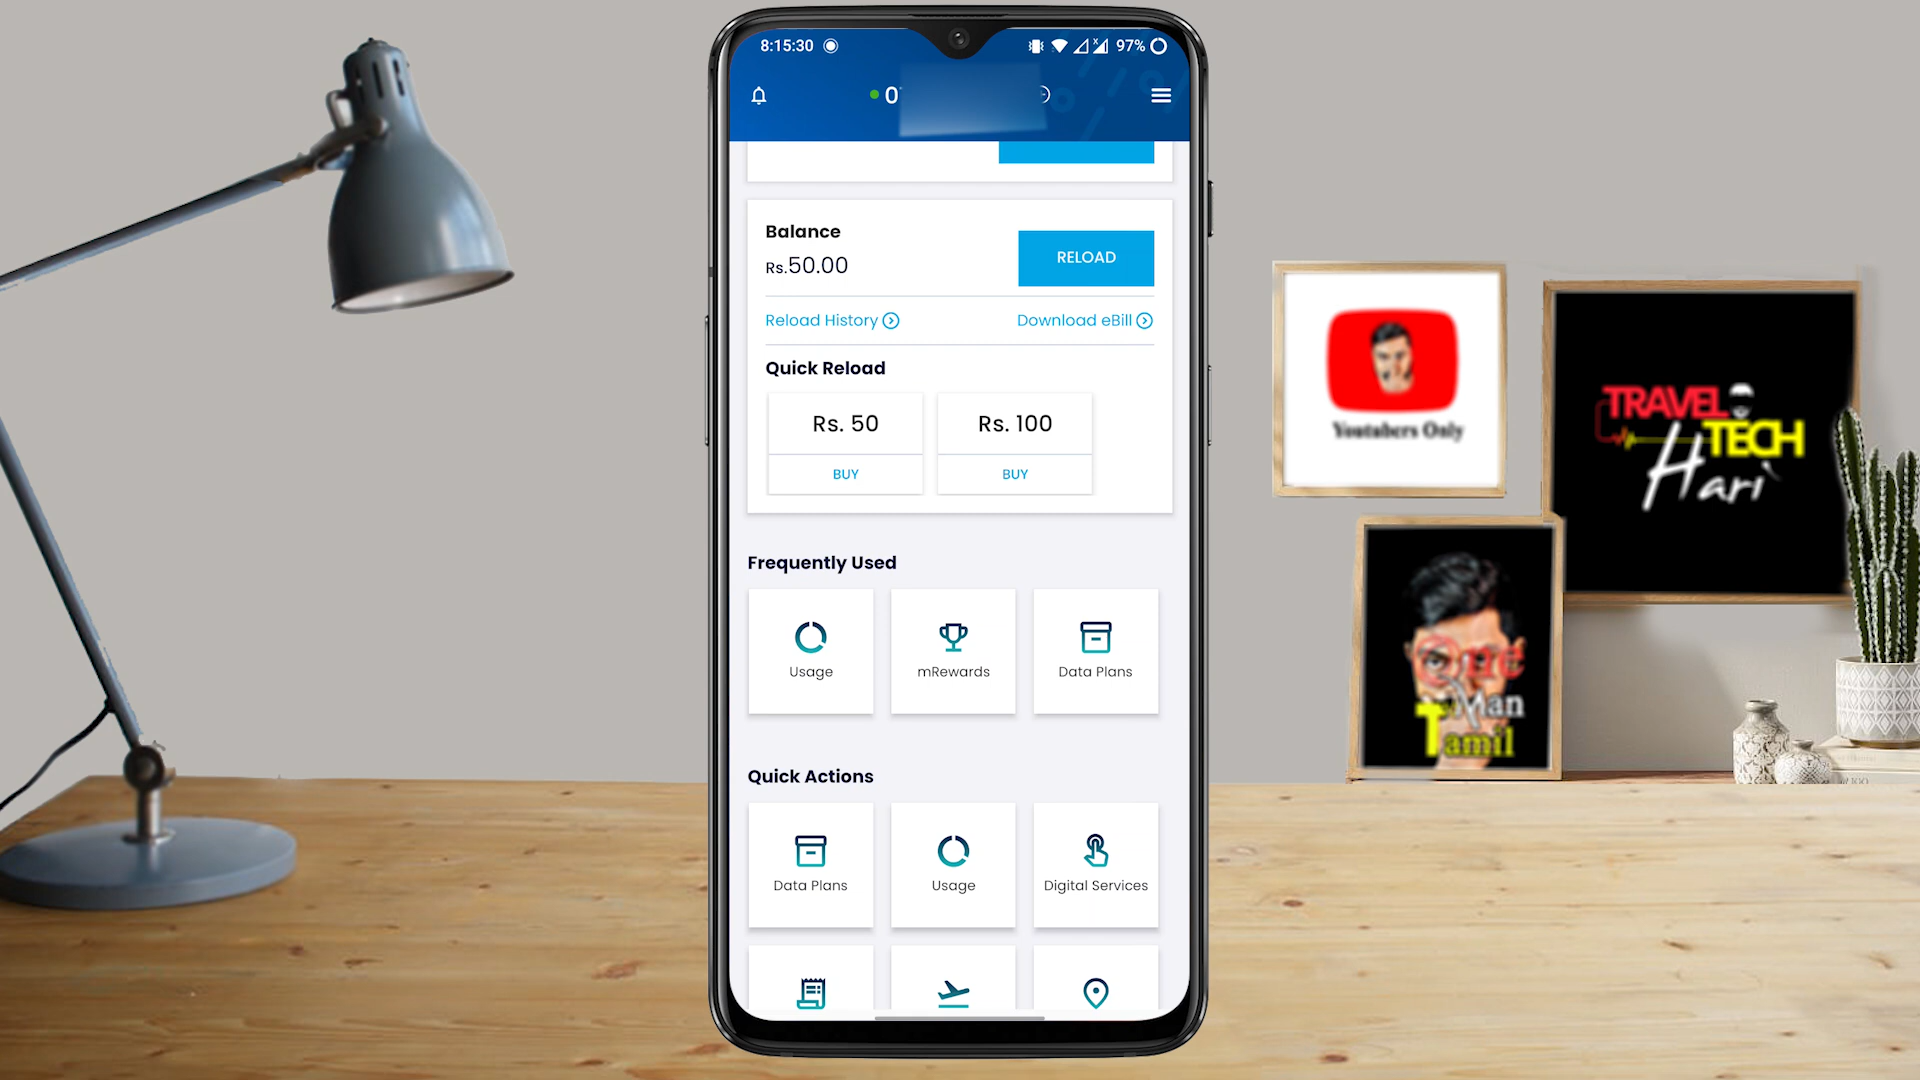 8:15:30
97%
0
Balance
Rs.50.00
RELOAD
Reload History
Download eBill
Quick Reload
Rs. 50
Rs. 100
BUY
BUY
Frequently Used
Usage
mRewards
Data Plans
Quick Actions
Data Plans
Usage
Digital Services
Youtubers Only
TRAVEL
TECH
Hari
One
Man
Tamil